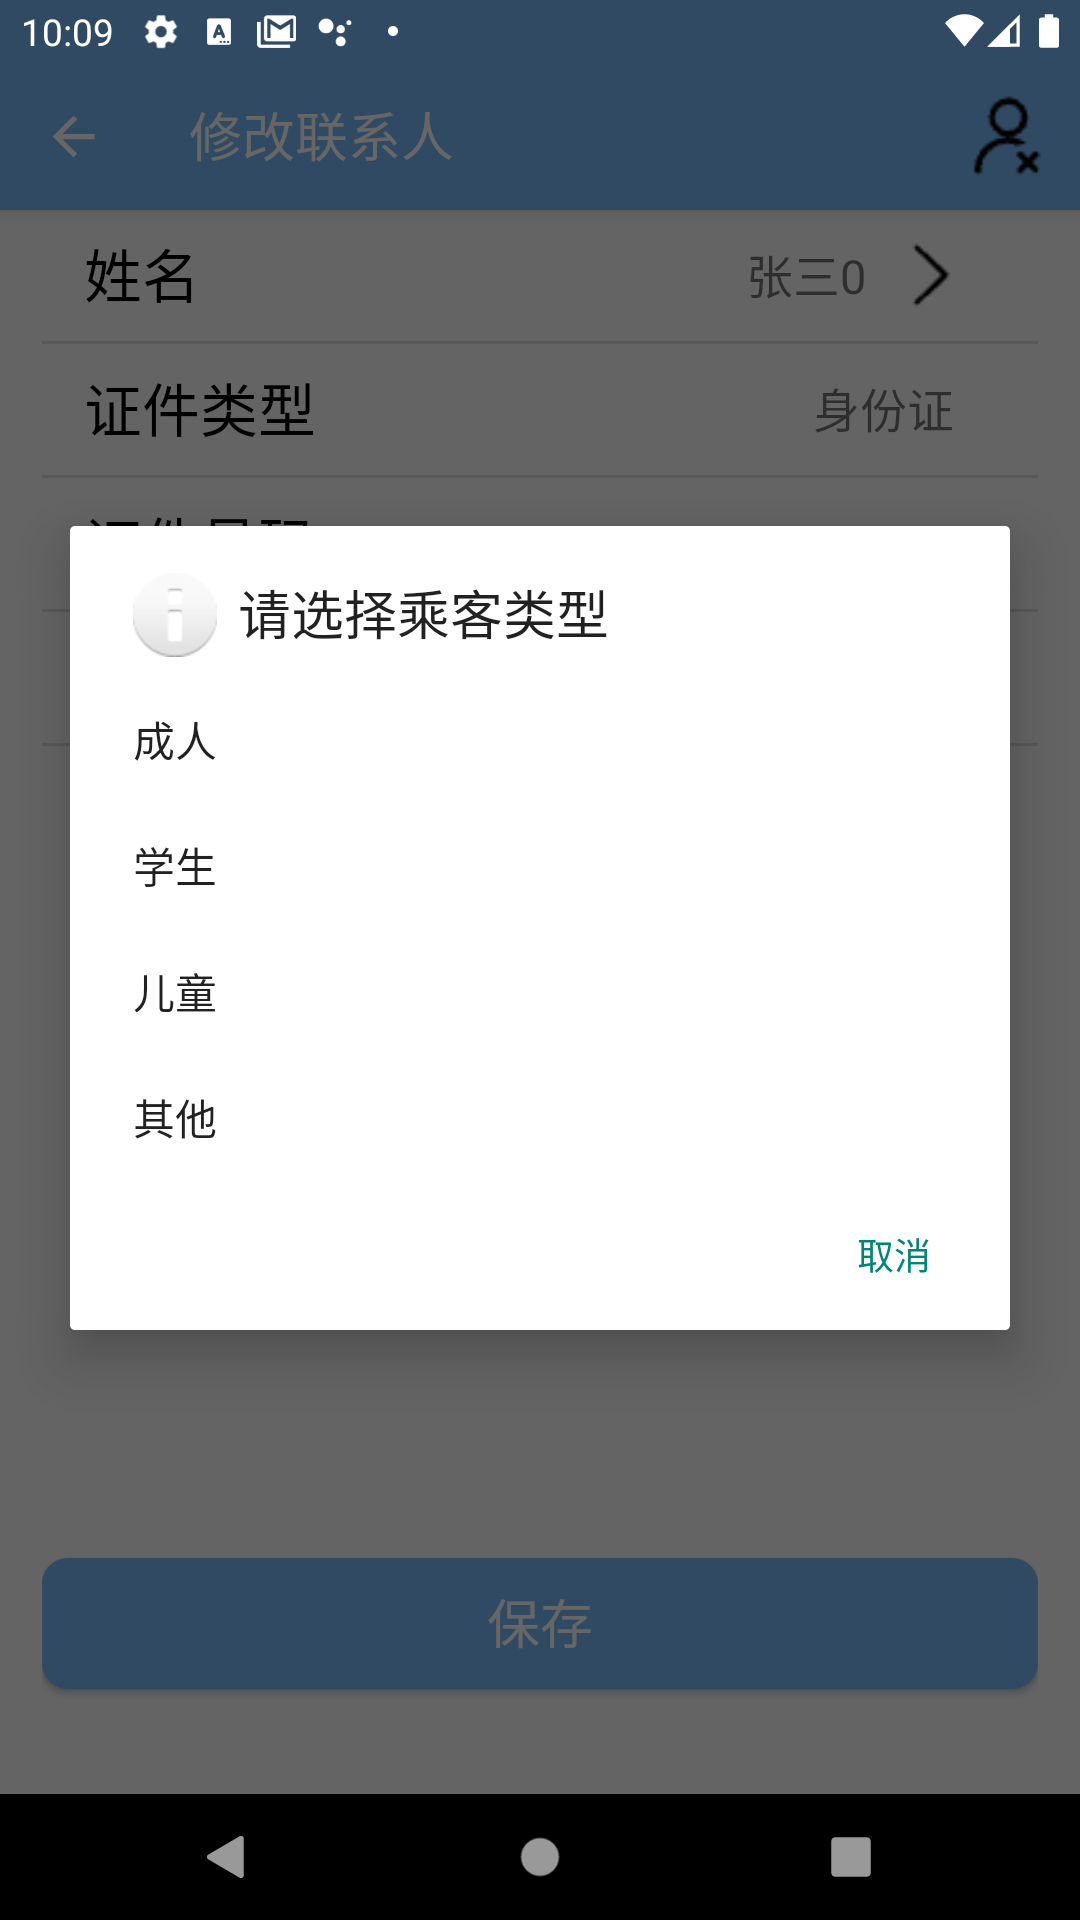 10:09
修改联系人
姓名 张三0
证件类型 身份证
请选择乘客类型
成人
学生
儿童
其他
取消
保存